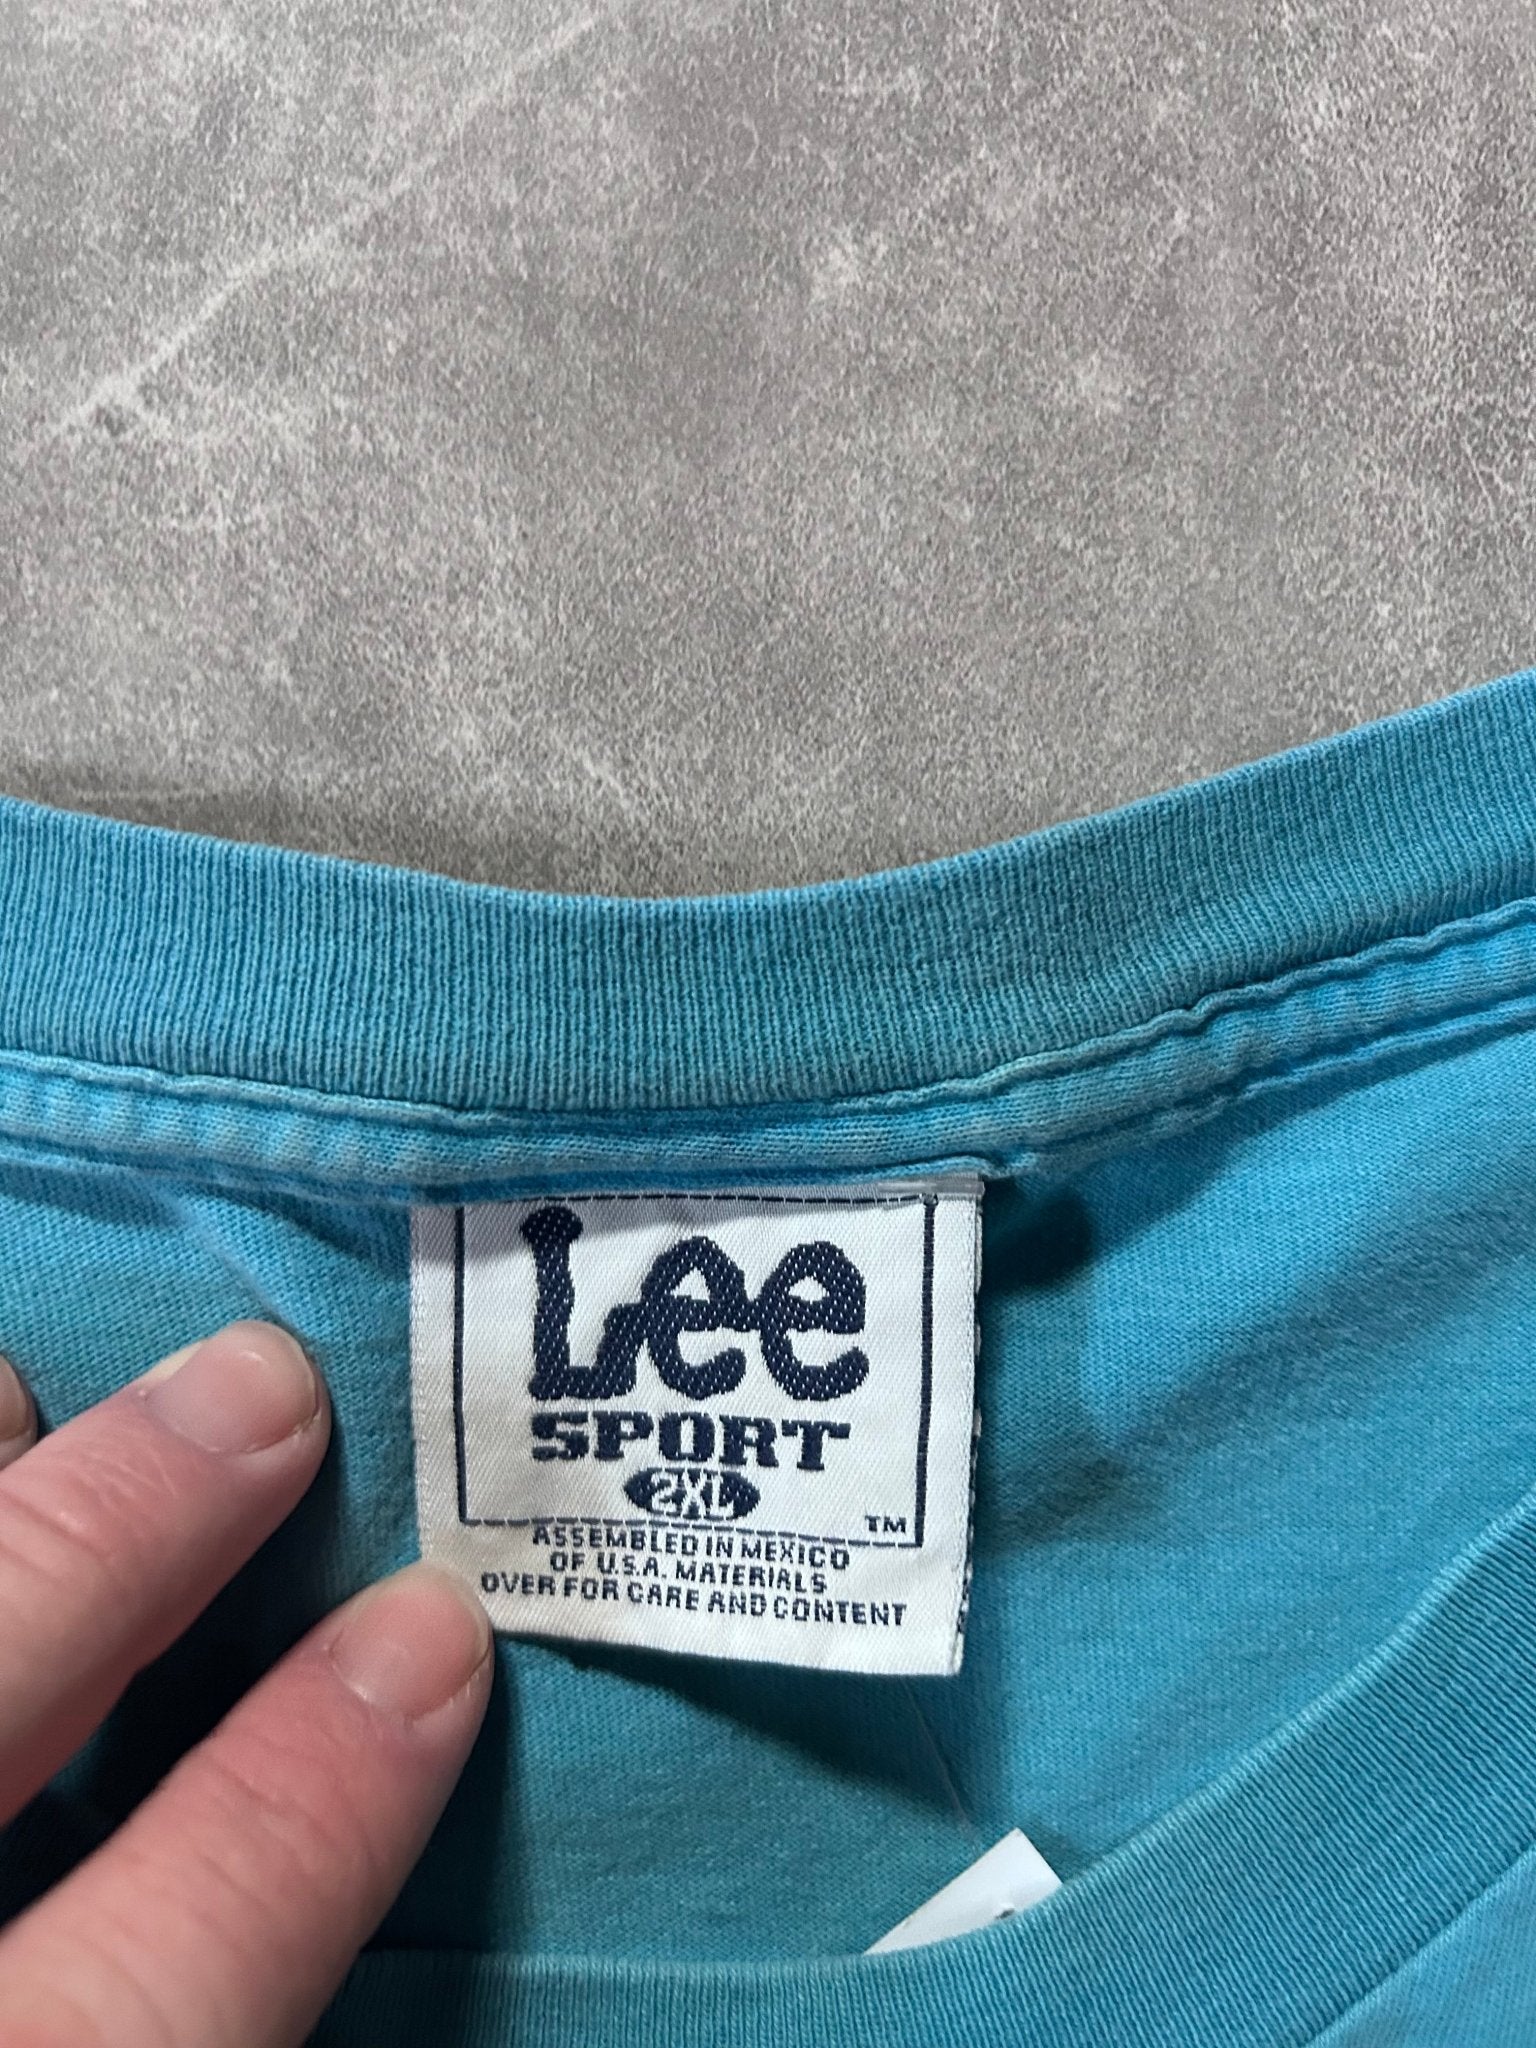 Lee
SPORT
2XL
TM
ASSEMBLED IN MEXICO
OF U.S.A. MATERIALS
OVER FOR CARE AND CONTENT